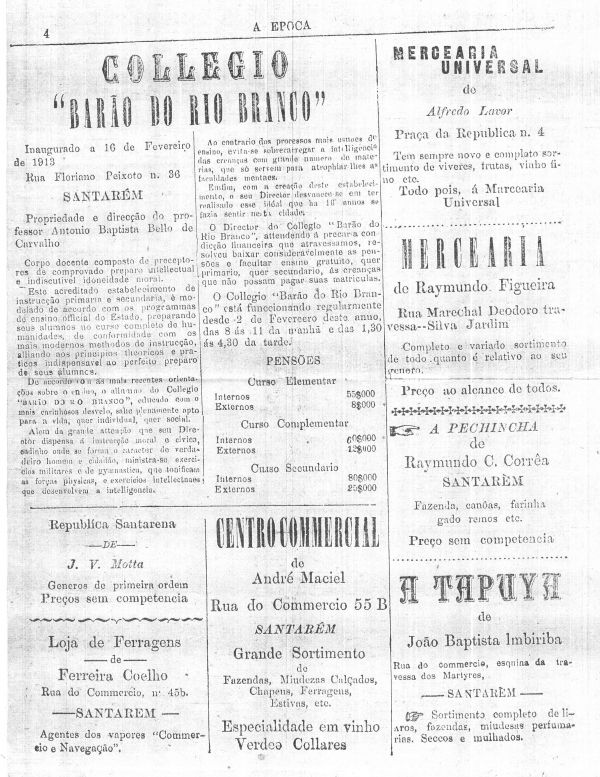 4
A EPOCA
COLLEGIO
"BARÃO DO RIO BRANCO"
Inaugurado a 16 de Fevereiro
de 1913
Rua Floriano Peixoto n. 36
SANTARÉM
Propriedade e direcção do pro-
fessor Antonio Baptista Bello de
Carvalho
Corpo docente composto de precepto-
res de comprovado preparo intellectual
e indiscutivel idoneidade moral.
Este acreditado estabelecimento de
instrucção primaria e secundaria, é mo-
delado de accordo com os programmas
de ensino official do Estado, preparando
seus alumnos no curso completo de hu-
manidades, de conformidade com os
mais modernos methodos de instrucção,
alliando aos principios theoricos e pra-
ticos indispensavel ao perfeito preparo
de seus alumnos.
De accordo com as mais recentes orienta-
ções sobre o ensino, o alumno do Collegio
"BARÃO DO RIO BRANCO", educado com o
mais carinhosos desvelo, sahe plenamente apto
para a vida, quer individual, quer social.
Alem da grande attenção que seu Dire-
tor dispensa á instrucção moral e civica,
cadinho onde se forma o caracter de verda-
deiro homem e cidadão, ministra-se exerci-
cios militares e de gymnastica, que tonificam
as forças physicas, e exercicios intellectuaes
que desenvolvem a intelligencia.
Ao contrario dos processos mais usuaes de
ensino, evita-se sobrecarregar a intelligencia
das creanças com grande numero de mate-
rias, que só servem para atrophiar-lhes as
faculdades mentaes.
Emfim, com a creação deste estabeleci-
mento, o seu Director desvanece-se em ter
realisado esse ideal que ha 16 annos se
fazia sentir nesta cidade.
O Director do Collegio "Barão do
Rio Branco", attendendo á precaria con-
dicção financeira que atravessamos, re-
solveu baixar consideravelmente as pen-
sões e facultar ensino gratuito, quer
primario, quer secundario, ás creanças
que não possam pagar suas matriculas.
O Collegio "Barão do Rio Bran-
co" está funccionando regularmente
desde 2 de Fevereiro deste anno,
das 8 ás 11 da manhã e das 1,30
ás 4,30 da tarde.
PENSÕES
Curso Elementar
Internos 55$000
Externos 8$000
Curso Complementar
Internos 60$000
Externos
Curso Secundario
Internos 80$000
Externos
MERCEARIA
UNIVERSAL
de
Alfredo Lavor
Praça da Republica n. 4
Tem sempre novo e completo sor-
timento de viveres, frutas, vinho fi-
no etc.
Todo pois, á Marcearia
Universal
MERCEARIA
de Raymundo Figueira
Rua Marechal Deodoro tra-
vessa--Silva Jardim
Completo e variado sortimento
de todo quanto é relativo ao seu
genero.
Preço ao alcance de todos.
A PECHINCHA
de
Raymundo C. Corrêa
SANTARÉM
Fazenda, canôas, farinha
gado remos etc.
Preço sem competencia
A TAPUYA
de
João Baptista Imbiriba
Rua do commercio, esquina da tra-
vessa dos Martyres,
—SANTARÉM—
Sortimento completo de li-
vros, fazendas, miudesas perfuma-
rias. Seccos e mulhados.
Republica Santarena
—DE—
J. V. Motta
Generos de primeira ordem
Preços sem competencia
Loja de Ferragens
—de—
Ferreira Coelho
Rua do Commercio, n. 45b.
—SANTAREM—
Agentes dos vapores "Commer-
cio e Navegação".
CENTRO-COMMERCIAL
de
André Maciel
Rua do Commercio 55 B
SANTARÉM
Grande Sortimento
de
Fazendas, Miudezas Calçados,
Chapeus, Ferragens,
Estivas, etc.
Especialidade em vinho
Verdeo Collares